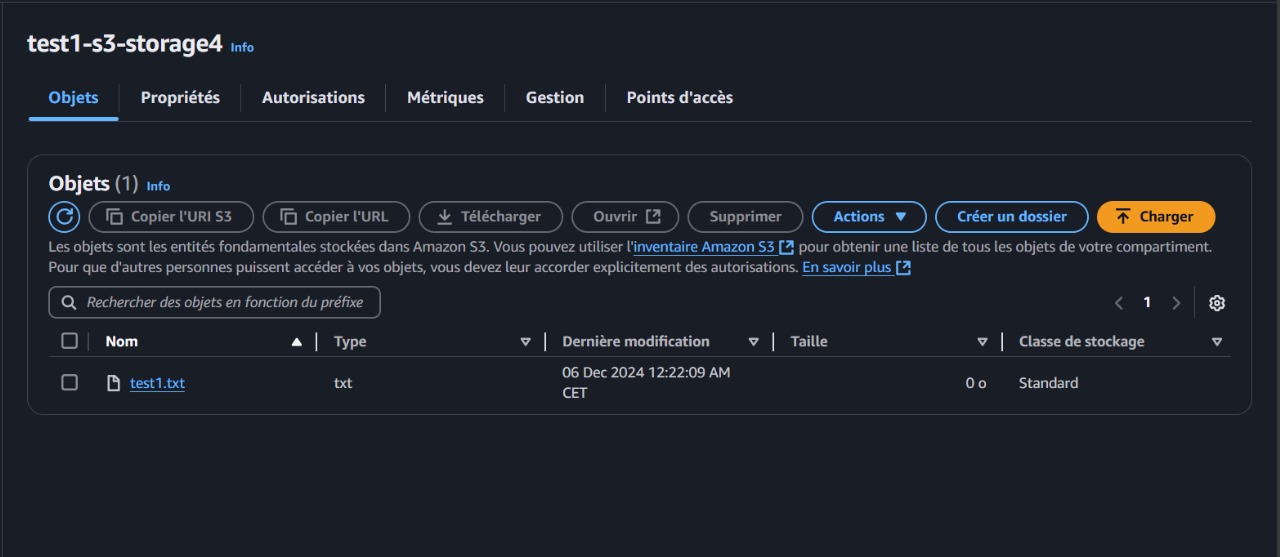 test1-s3-storage4 Info
Objets Propriétés Autorisations Métriques Gestion Points d'accès
Objets (1) Info
Copier l'URI S3 Copier l'URL Télécharger Ouvrir Supprimer Actions Créer un dossier Charger
Les objets sont les entités fondamentales stockées dans Amazon S3. Vous pouvez utiliser l'inventaire Amazon S3 pour obtenir une liste de tous les objets de votre compartiment.
Pour que d'autres personnes puissent accéder à vos objets, vous devez leur accorder explicitement des autorisations. En savoir plus
Rechercher des objets en fonction du préfixe 1
Nom Type Dernière modification Taille Classe de stockage
test1.txt txt 06 Dec 2024 12:22:09 AM 0 o Standard
CET